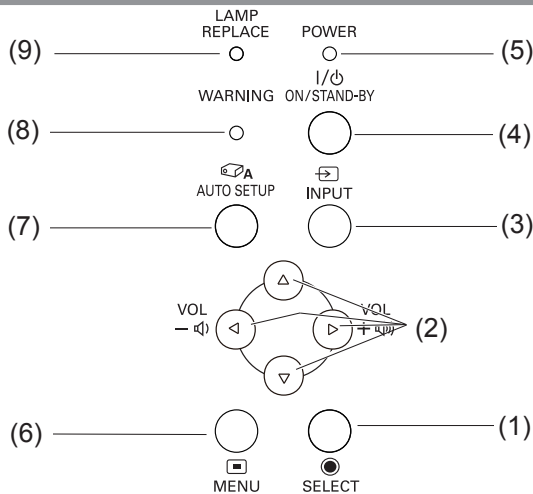 LAMP
REPLACE
POWER
(9)
(5)
I/⏻
WARNING
ON/STAND-BY
(8)
(4)
A
AUTO SETUP
INPUT
(7)
(3)
VOL
−
VOL
+
(2)
(6)
(1)
MENU
SELECT